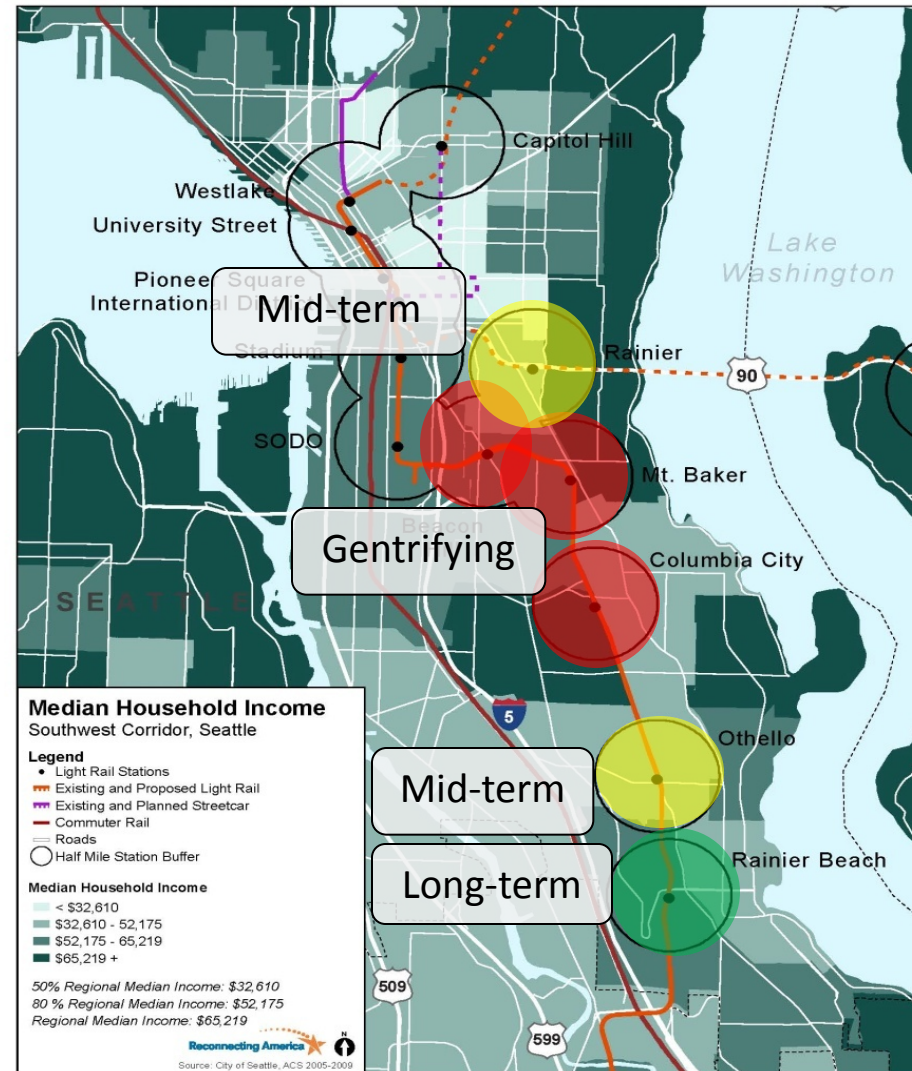 Capitol Hill
Westlake
University Street
Lake
Washington
Pioneer Square
International District
Mid-term
Stadium
Rainier
90
SODO
Mt. Baker
Beacon
Gentrifying
Columbia City
SEATTLE
5
Othello
Mid-term
Rainier Beach
Long-term
509
599
Median Household Income
Southwest Corridor, Seattle
Legend
Light Rail Stations
Existing and Proposed Light Rail
Existing and Planned Streetcar
Commuter Rail
Roads
Half Mile Station Buffer
Median Household Income
< $32,610
$32,610 - 52,175
$52,175 - 65,219
$65,219 +
50% Regional Median Income: $32,610
80 % Regional Median Income: $52,175
Regional Median Income: $65,219
Reconnecting America
N
Source: City of Seattle, ACS 2005-2009